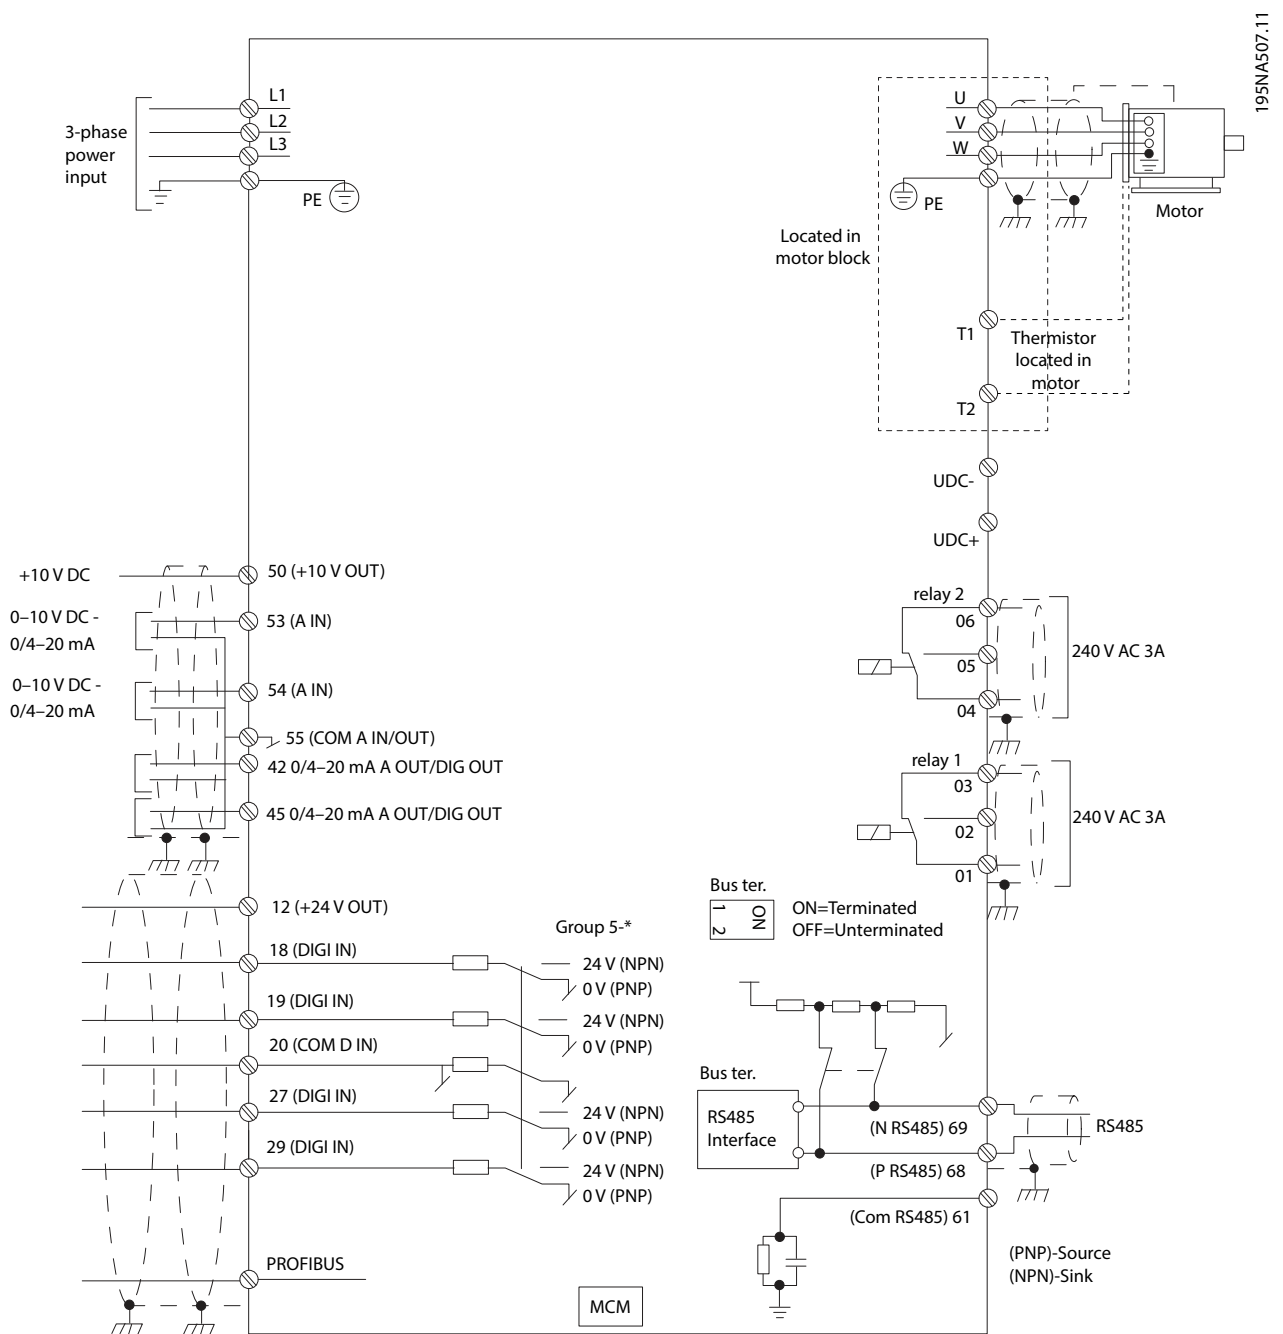 195NA507.11
3-phase
power
input
L1
L2
L3
PE
U
V
W
PE
Motor
Located in
motor block
T1
Thermistor
located in
motor
T2
UDC-
UDC+
+10 V DC
50 (+10 V OUT)
0–10 V DC -
0/4–20 mA
53 (A IN)
0–10 V DC -
0/4–20 mA
54 (A IN)
55 (COM A IN/OUT)
42 0/4–20 mA A OUT/DIG OUT
45 0/4–20 mA A OUT/DIG OUT
relay 2
06
05
04
240 V AC 3A
relay 1
03
02
01
240 V AC 3A
Bus ter.
1
2
ON
ON=Terminated
OFF=Unterminated
12 (+24 V OUT)
Group 5-*
18 (DIGI IN)
24 V (NPN)
0 V (PNP)
19 (DIGI IN)
24 V (NPN)
0 V (PNP)
20 (COM D IN)
27 (DIGI IN)
24 V (NPN)
0 V (PNP)
29 (DIGI IN)
24 V (NPN)
0 V (PNP)
PROFIBUS
Bus ter.
RS485
Interface
(N RS485) 69
RS485
(P RS485) 68
(Com RS485) 61
(PNP)-Source
(NPN)-Sink
MCM